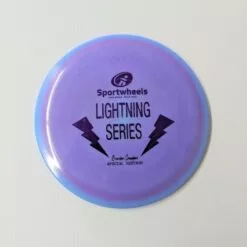 Sportwheels
LIGHTNING
SERIES
SPECIAL EDITION